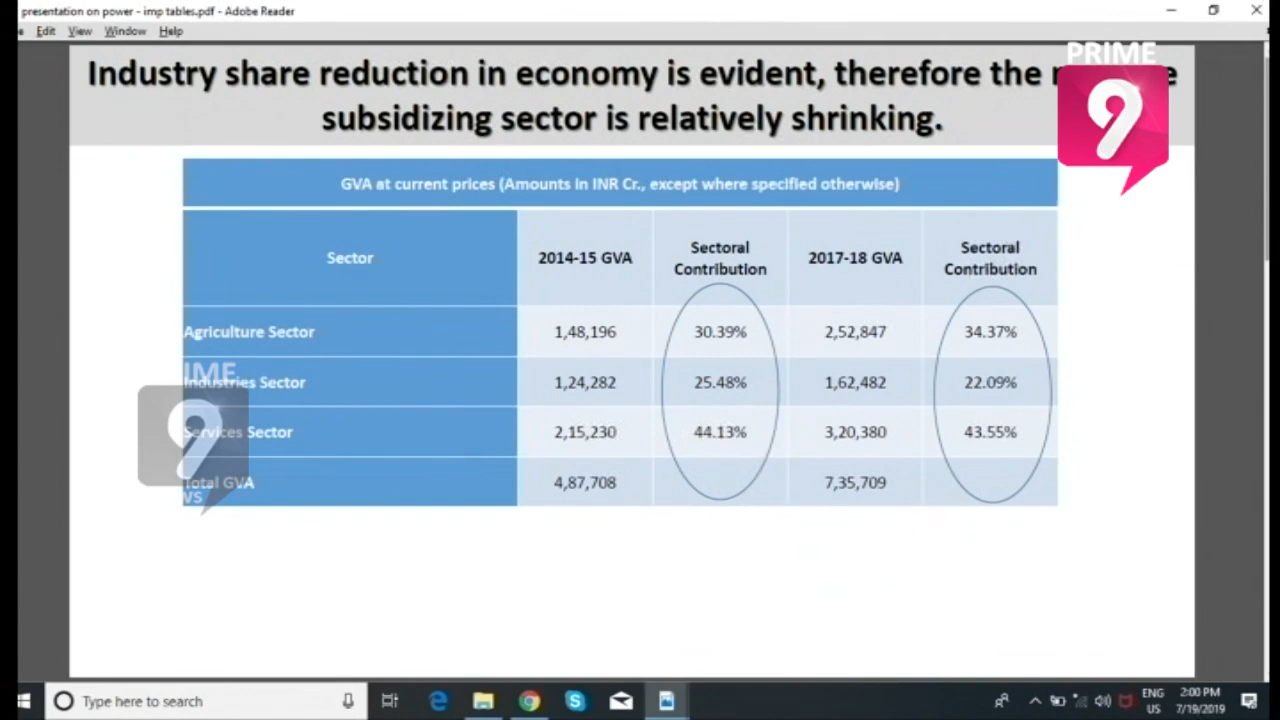 presentation on power - imp tables.pdf - Adobe Reader
Edit View Window Help
PRIME
9
Industry share reduction in economy is evident, therefore the
subsidizing sector is relatively shrinking.
GVA at current prices (Amounts in INR Cr., except where specified otherwise)
Sector 2014-15 GVA Sectoral Contribution 2017-18 GVA Sectoral Contribution
Agriculture Sector 1,48,196 30.39% 2,52,847 34.37%
Industries Sector 1,24,282 25.48% 1,62,482 22.09%
Services Sector 2,15,230 44.13% 3,20,380 43.55%
Total GVA 4,87,708 7,35,709
9
Type here to search
ENG 2:00 PM
US 7/19/2019